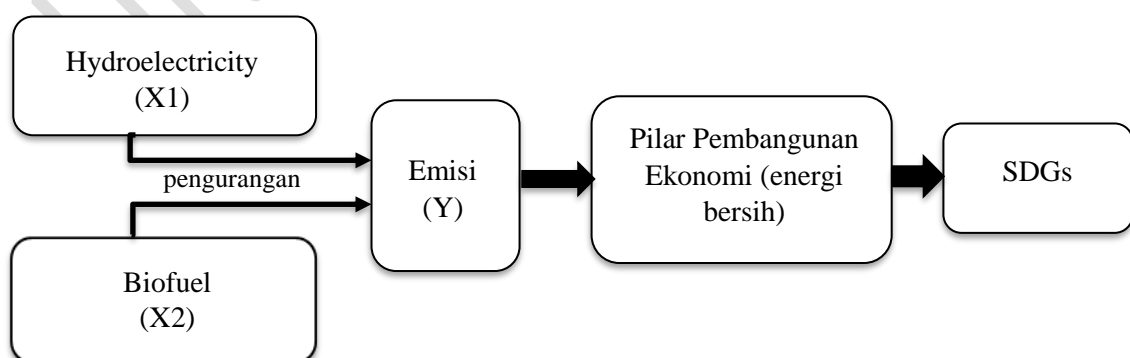 Hydroelectricity
(X1)
pengurangan
Biofuel
(X2)
Emisi
(Y)
Pilar Pembangunan
Ekonomi (energi
bersih)
SDGs